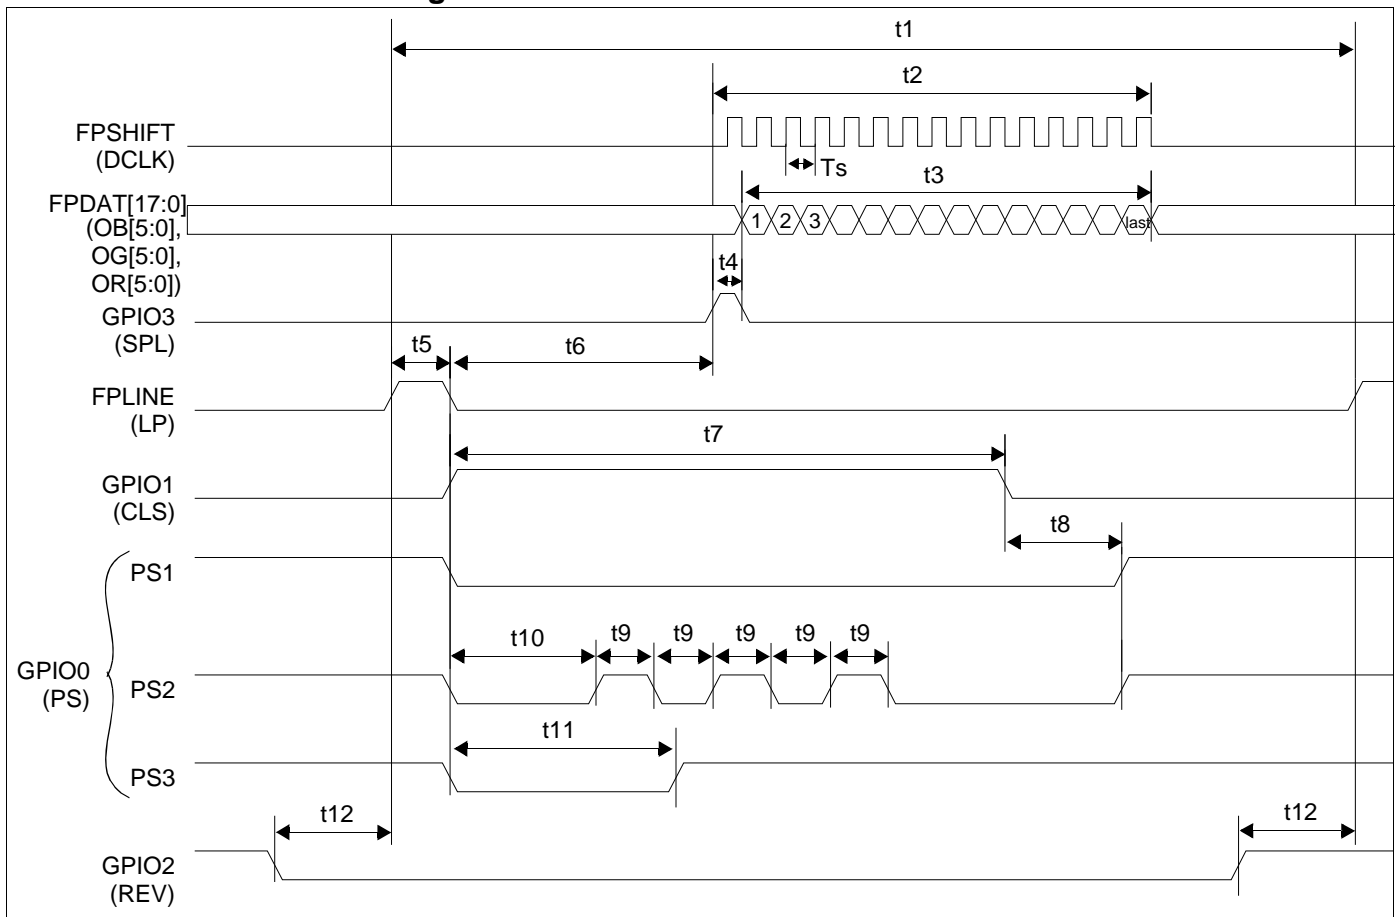 t1
t2
FPSHIFT
(DCLK)
Ts
t3
FPDAT[17:0]
(OB[5:0],
OG[5:0],
OR[5:0])
1 2 3 last
t4
GPIO3
(SPL)
t5 t6
FPLINE
(LP)
t7
GPIO1
(CLS)
t8
PS1
t10 t9 t9 t9 t9 t9
GPIO0
(PS)
PS2
t11
PS3
t12 t12
GPIO2
(REV)